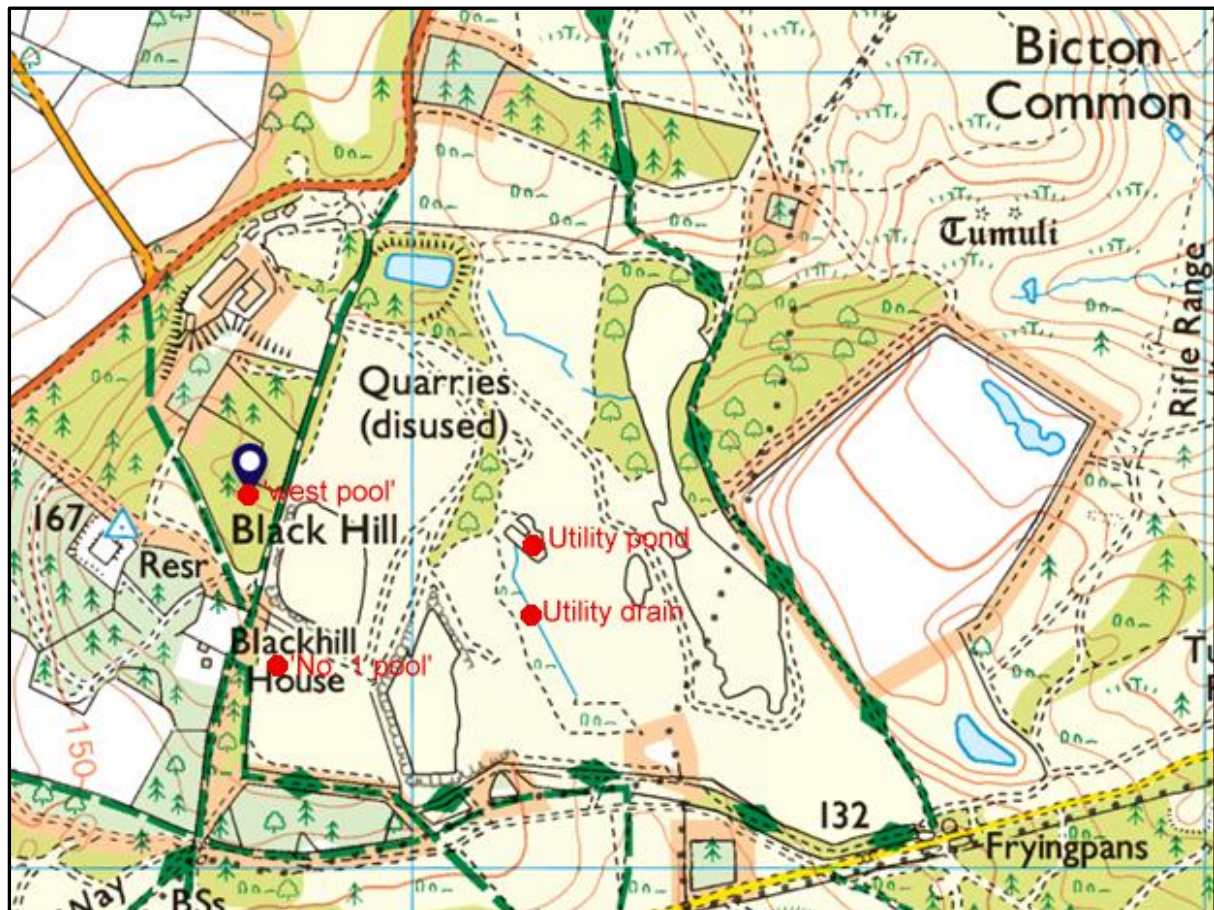 Bicton
Common
Tumuli
Rifle Range
Quarries
(disused)
'west pool'
167
Black Hill
Resr
Utility pond
Utility drain
Blackhill
House
'No. 1 pool'
150
132
Fryingpans
Way
BSs